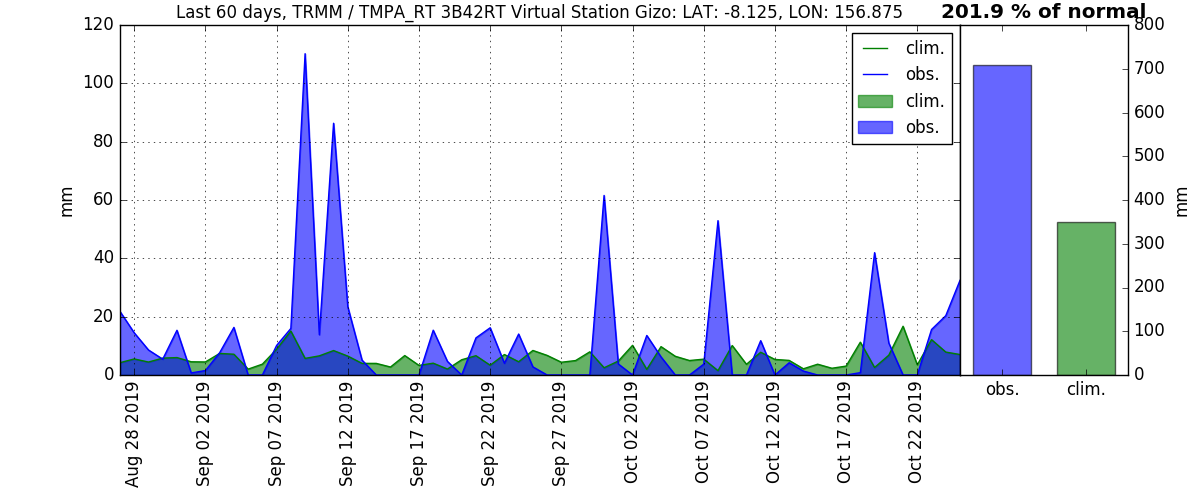 Last 60 days, TRMM / TMPA_RT 3B42RT Virtual Station Gizo: LAT: -8.125, LON: 156.875
201.9 % of normal
120
100
80
60
40
20
0
mm
clim.
obs.
clim.
obs.
800
700
600
500
400
300
200
100
0
mm
obs.
clim.
Aug 28 2019
Sep 02 2019
Sep 07 2019
Sep 12 2019
Sep 17 2019
Sep 22 2019
Sep 27 2019
Oct 02 2019
Oct 07 2019
Oct 12 2019
Oct 17 2019
Oct 22 2019